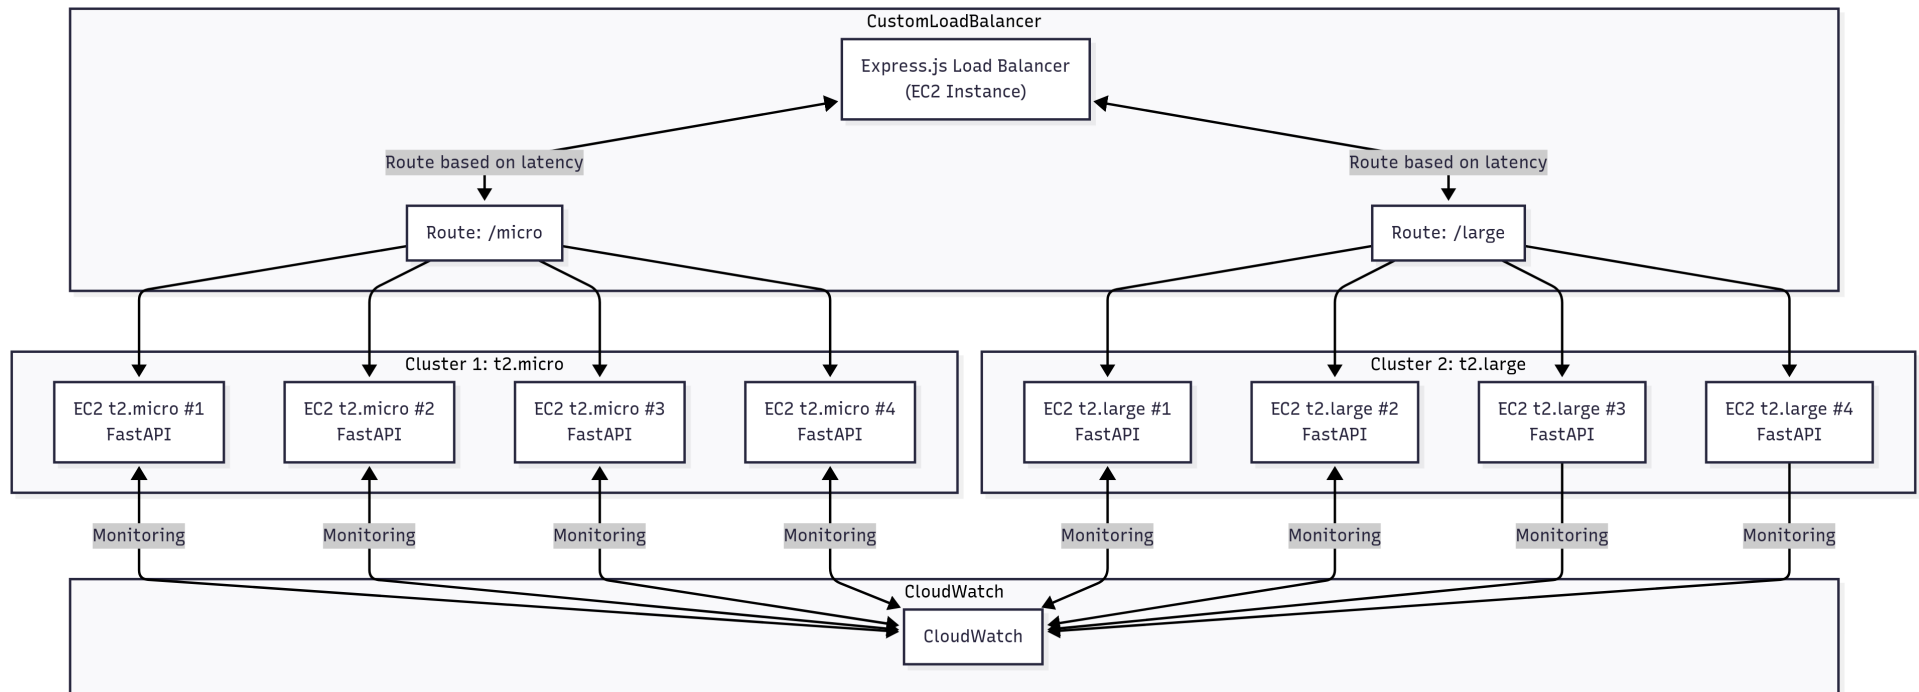 CustomLoadBalancer
Express.js Load Balancer
(EC2 Instance)
Route based on latency
Route based on latency
Route: /micro
Route: /large
Cluster 1: t2.micro
Cluster 2: t2.large
EC2 t2.micro #1
FastAPI
EC2 t2.micro #2
FastAPI
EC2 t2.micro #3
FastAPI
EC2 t2.micro #4
FastAPI
EC2 t2.large #1
FastAPI
EC2 t2.large #2
FastAPI
EC2 t2.large #3
FastAPI
EC2 t2.large #4
FastAPI
Monitoring
Monitoring
Monitoring
Monitoring
Monitoring
Monitoring
Monitoring
Monitoring
CloudWatch
CloudWatch